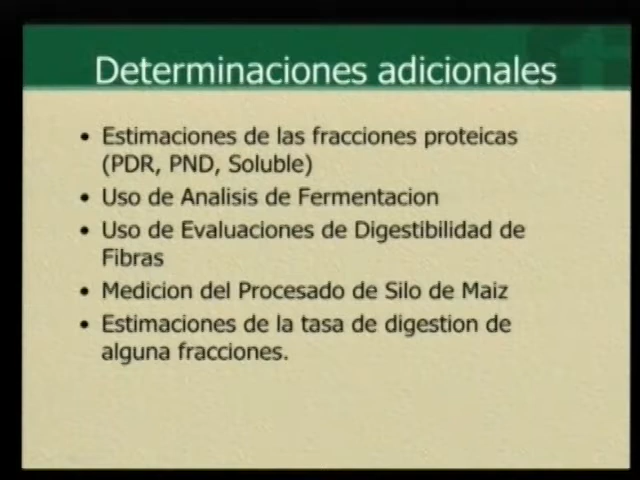 Determinaciones adicionales
• Estimaciones de las fracciones proteicas
(PDR, PND, Soluble)
• Uso de Analisis de Fermentacion
• Uso de Evaluaciones de Digestibilidad de
Fibras
• Medicion del Procesado de Silo de Maiz
• Estimaciones de la tasa de digestion de
alguna fracciones.